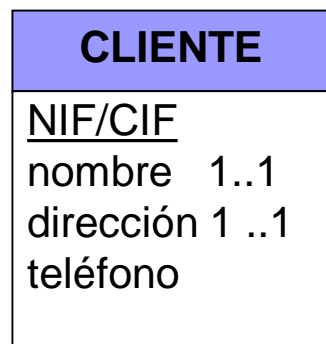 CLIENTE
NIF/CIF
nombre 1..1
dirección 1 ..1
teléfono